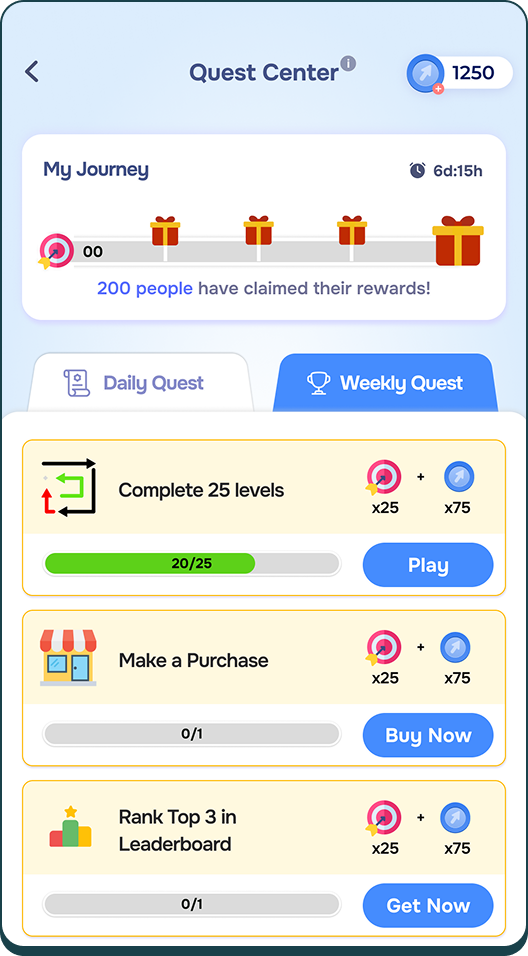 Quest Center i
1250
My Journey
6d:15h
00
200 people have claimed their rewards!
Daily Quest
Weekly Quest
Complete 25 levels
+
x25
x75
20/25
Play
Make a Purchase
+
x25
x75
0/1
Buy Now
Rank Top 3 in
Leaderboard
+
x25
x75
0/1
Get Now